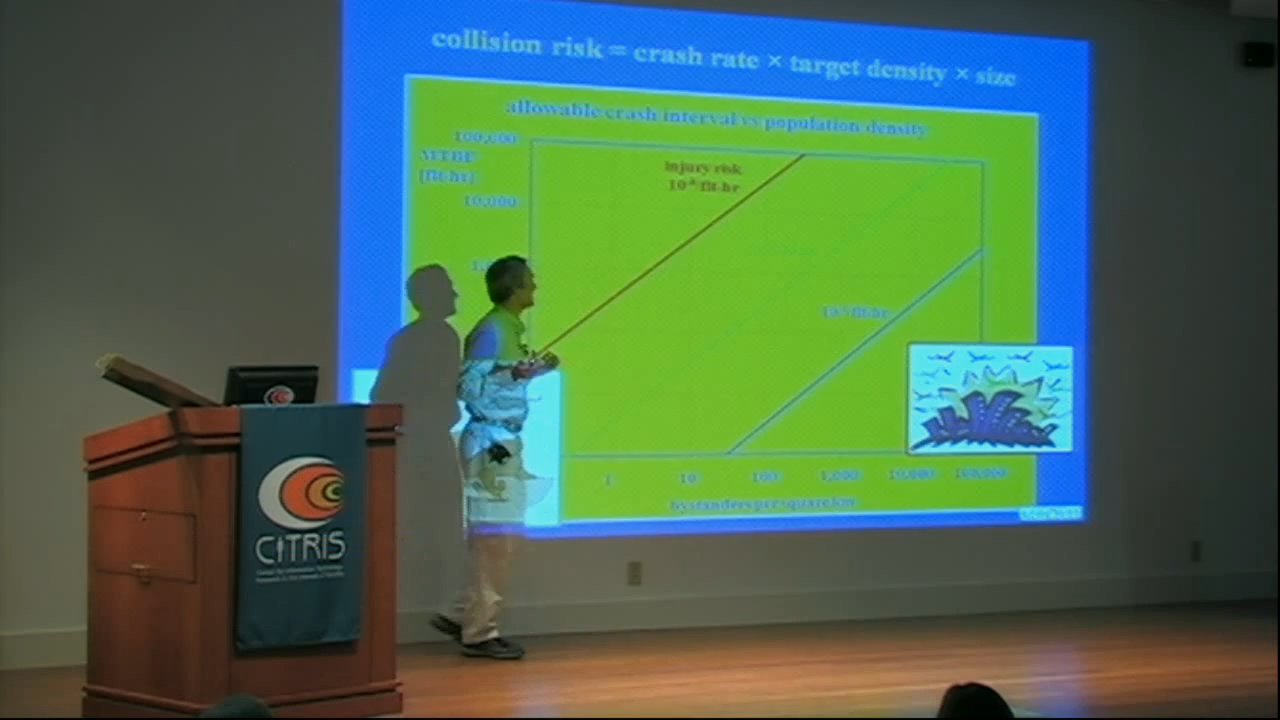 collision risk = crash rate × target density × size
allowable crash interval vs population density
100,000
MTBF
[flt-hr]
10,000
injury risk
1
10
100
1,000
10,000
100,000
bystanders per square km
CITRIS